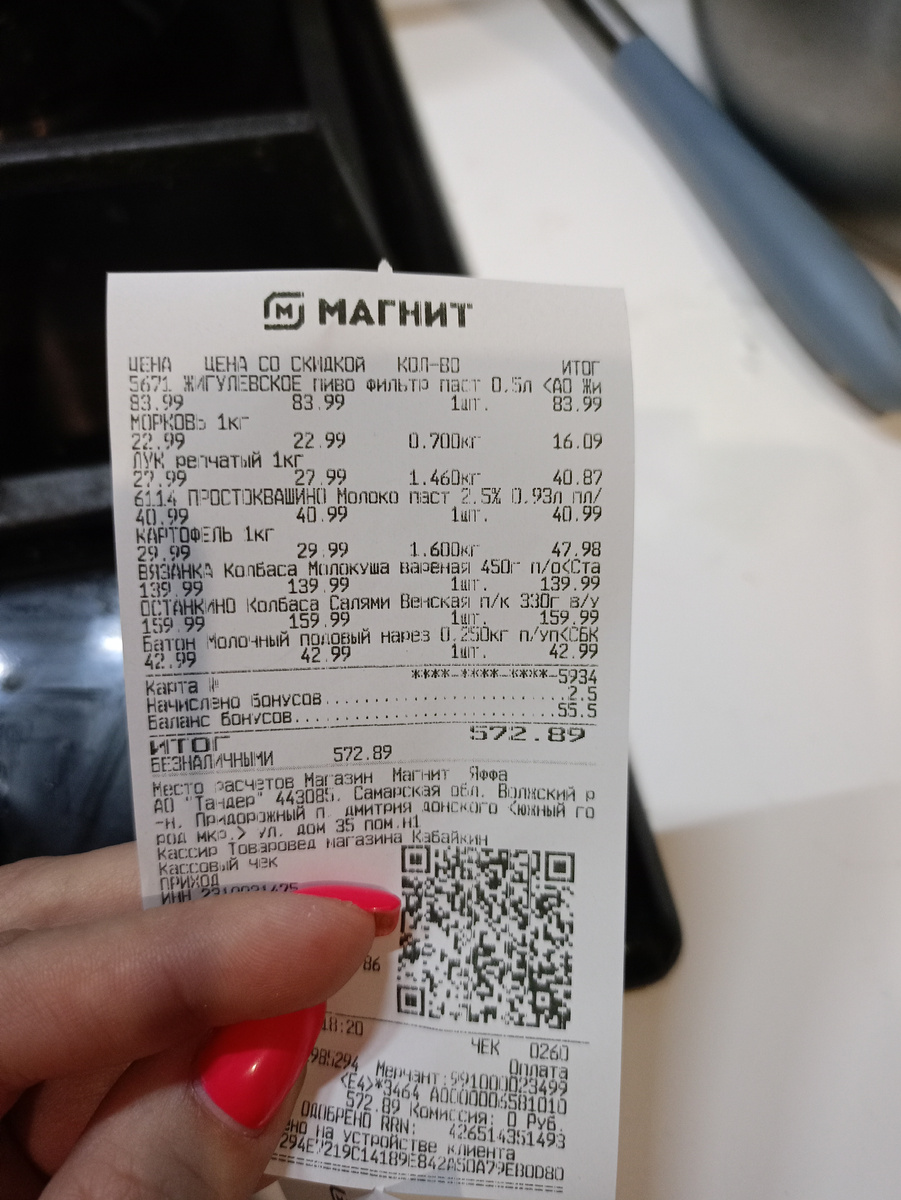 МАГНИТ
ЦЕНА ЦЕНА СО СКИДКОЙ КОЛ-ВО ИТОГ
5671 ЖИГУЛЕВСКОЕ пиво фильтр паст 0.5л <АО Жи
83.99 83.99 1шт. 83.99
МОРКОВЬ 1кг
22.99 22.99 0.700кг 16.09
ЛУК репчатый 1кг
27.99 27.99 1.460кг 40.87
6114 ПРОСТОКВАШИНО Молоко паст 2.5% 0.93л пл/
40.99 40.99 1шт. 40.99
КАРТОФЕЛЬ 1кг
29.99 29.99 1.600кг 47.98
ВЯЗАНКА Колбаса Молокуша вареная 450г п/о<Ста
139.99 139.99 1шт. 139.99
ОСТАНКИНО Колбаса Салями Венская п/к 330г в/у
159.99 159.99 1шт. 159.99
Батон Молочный подовый нарез 0.250кг п/уп<СБК
42.99 42.99 1шт. 42.99
Карта № ****-****-****-5934
Начислено бонусов......................2.5
Баланс бонусов........................55.5
ИТОГ 572.89
БЕЗНАЛИЧНЫМИ 572.89
Место расчетов Магазин Магнит Яффа
АО "Тандер" 443085. Самарская обл. Волжский р
-н. Придорожный п. дмитрия донского <южный го
род мкр.> ул. дом 35 пом.н1
Кассир Товаровед магазина Кабайкин
Кассовый чек
ПРИХОД
ИНН
86
18:20
ЧЕК 0260
Оплата
985294 Мерчант:991000023499
<E4>*3464 A0000006581010
572.89 Комиссия: 0 Руб.
ОДОБРЕНО RRN: 426514351493
ено на устройстве клиента
294E7219C14189E842A50A79EB0D80